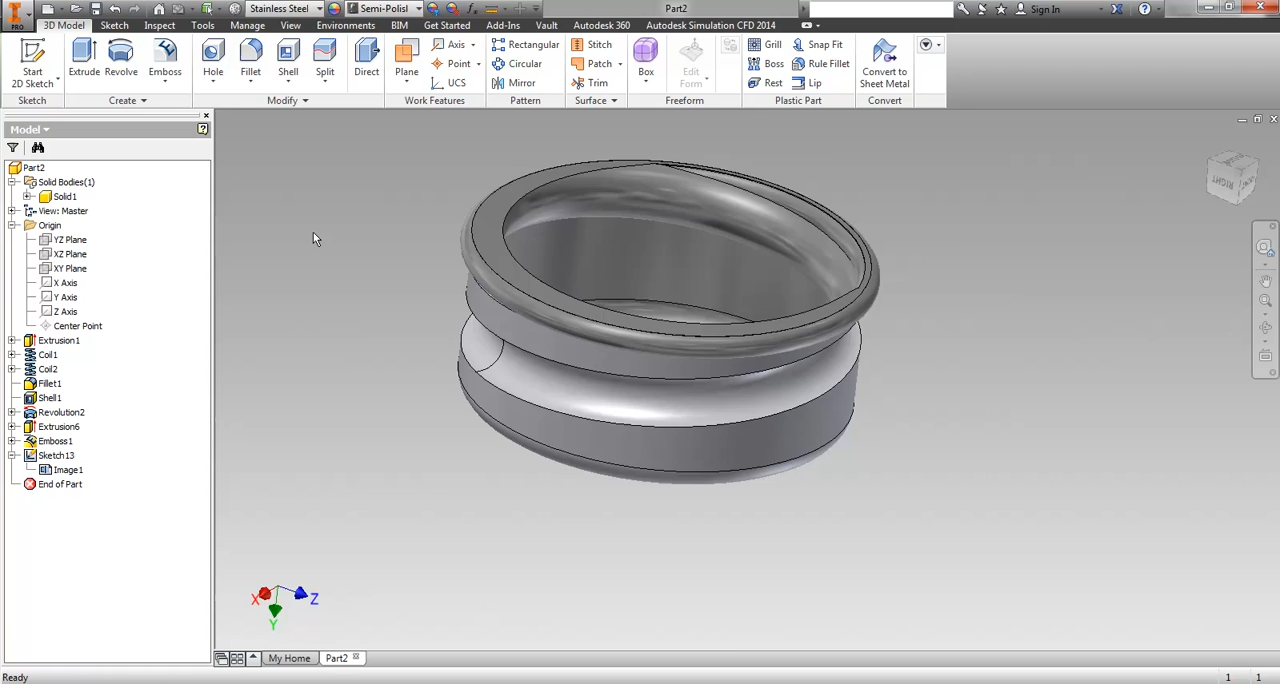 PRO
Stainless Steel
Semi-Polisl
Part2
Sign In
3D Model Sketch Inspect Tools Manage View Environments BIM Get Started Add-Ins Vault Autodesk 360 Autodesk Simulation CFD 2014
Start
2D Sketch
Extrude
Revolve
Emboss
Hole
Fillet
Shell
Split
Direct
Plane
Axis
Point
UCS
Rectangular
Circular
Mirror
Stitch
Patch
Trim
Box
Edit
Form
Grill
Boss
Rest
Snap Fit
Rule Fillet
Lip
Convert to
Sheet Metal
Sketch Create Modify Work Features Pattern Surface Freeform Plastic Part Convert
Model
Part2
Solid Bodies(1)
Solid1
View: Master
Origin
YZ Plane
XZ Plane
XY Plane
X Axis
Y Axis
Z Axis
Center Point
Extrusion1
Coil1
Coil2
Fillet1
Shell1
Revolution2
Extrusion6
Emboss1
Sketch13
Image1
End of Part
RIGHT
X
Z
Y
My Home
Part2
Ready
1 1